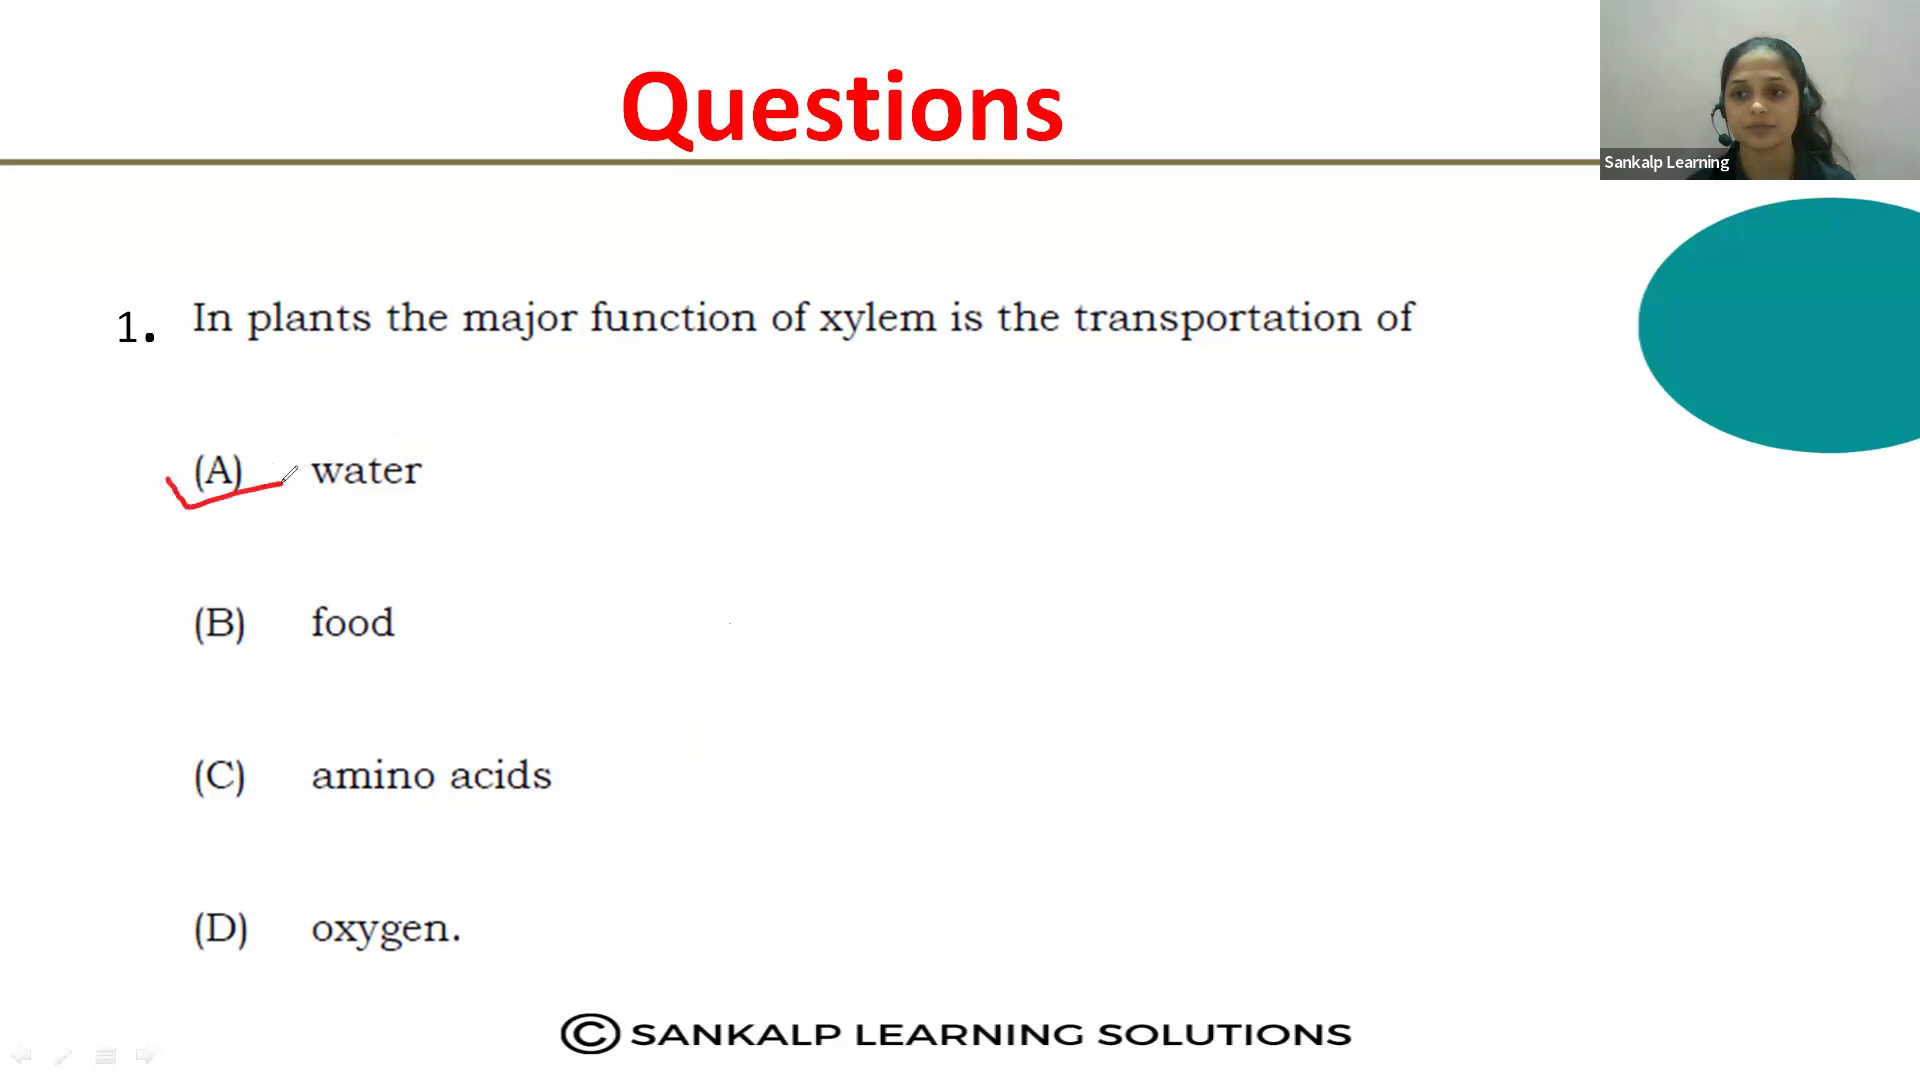 Questions
Sankalp Learning
1. In plants the major function of xylem is the transportation of
(A) water
(B) food
(C) amino acids
(D) oxygen.
© SANKALP LEARNING SOLUTIONS